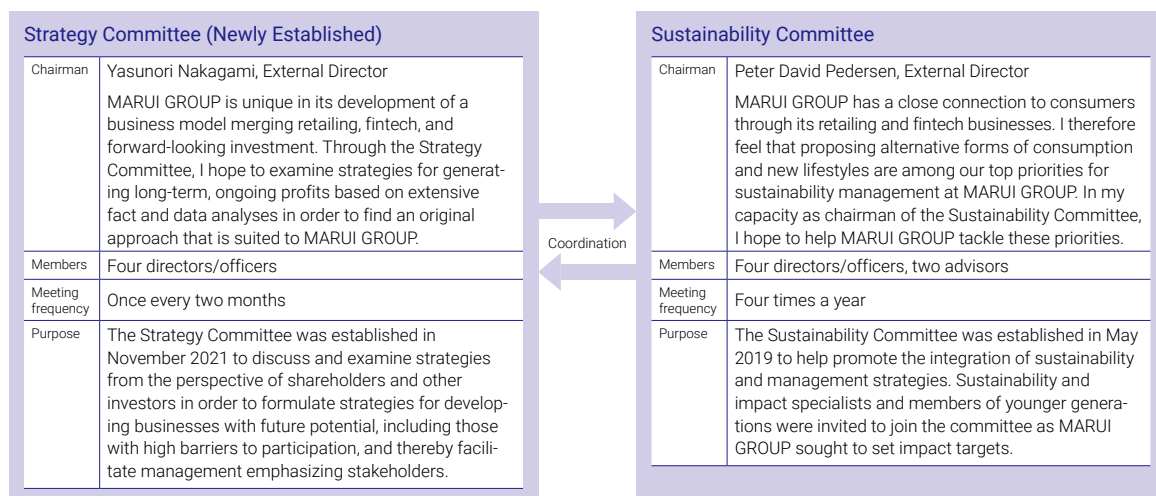 Strategy Committee (Newly Established)
Chairman
Yasunori Nakagami, External Director
MARUI GROUP is unique in its development of a
business model merging retailing, fintech, and
forward-looking investment. Through the Strategy
Committee, I hope to examine strategies for generat-
ing long-term, ongoing profits based on extensive
fact and data analyses in order to find an original
approach that is suited to MARUI GROUP.
Members
Four directors/officers
Meeting
frequency
Once every two months
Purpose
The Strategy Committee was established in
November 2021 to discuss and examine strategies
from the perspective of shareholders and other
investors in order to formulate strategies for develop-
ing businesses with future potential, including those
with high barriers to participation, and thereby facili-
tate management emphasizing stakeholders.
Coordination
Sustainability Committee
Chairman
Peter David Pedersen, External Director
MARUI GROUP has a close connection to consumers
through its retailing and fintech businesses. I therefore
feel that proposing alternative forms of consumption
and new lifestyles are among our top priorities for
sustainability management at MARUI GROUP. In my
capacity as chairman of the Sustainability Committee,
I hope to help MARUI GROUP tackle these priorities.
Members
Four directors/officers, two advisors
Meeting
frequency
Four times a year
Purpose
The Sustainability Committee was established in May
2019 to help promote the integration of sustainability
and management strategies. Sustainability and
impact specialists and members of younger genera-
tions were invited to join the committee as MARUI
GROUP sought to set impact targets.